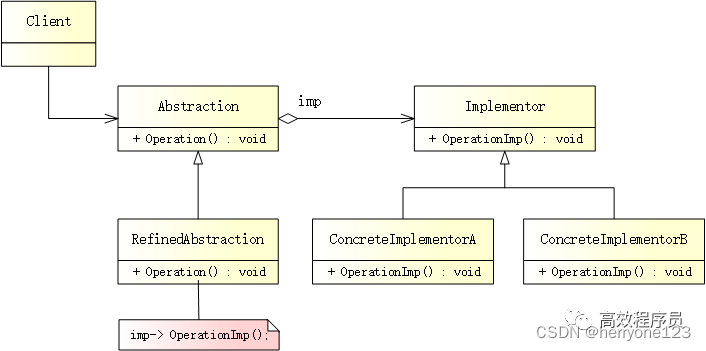 Client
Abstraction
+ Operation() : void
imp
Implementor
+ OperationImp() : void
RefinedAbstraction
+ Operation() : void
ConcreteImplementorA
+ OperationImp() : void
ConcreteImplementorB
+ OperationImp() : void
imp-> OperationImp();
高效程序员
CSDN @herryone123